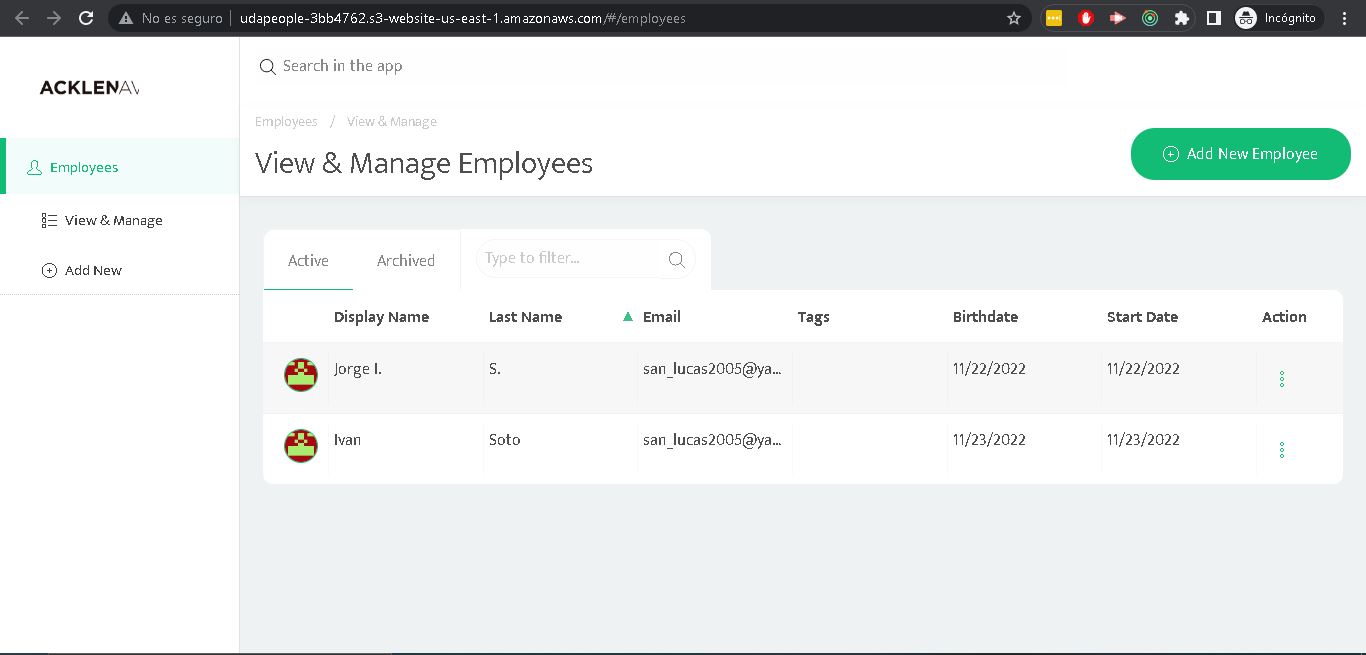 No es seguro udapeople-3bb4762.s3-website-us-east-1.amazonaws.com/#/employees Incógnito
ACKLENAV
Search in the app
Employees / View & Manage
View & Manage Employees
Add New Employee
Employees
View & Manage
Add New
Active Archived Type to filter...
Display Name Last Name Email Tags Birthdate Start Date Action
Jorge I. S. san_lucas2005@ya... 11/22/2022 11/22/2022
Ivan Soto san_lucas2005@ya... 11/23/2022 11/23/2022